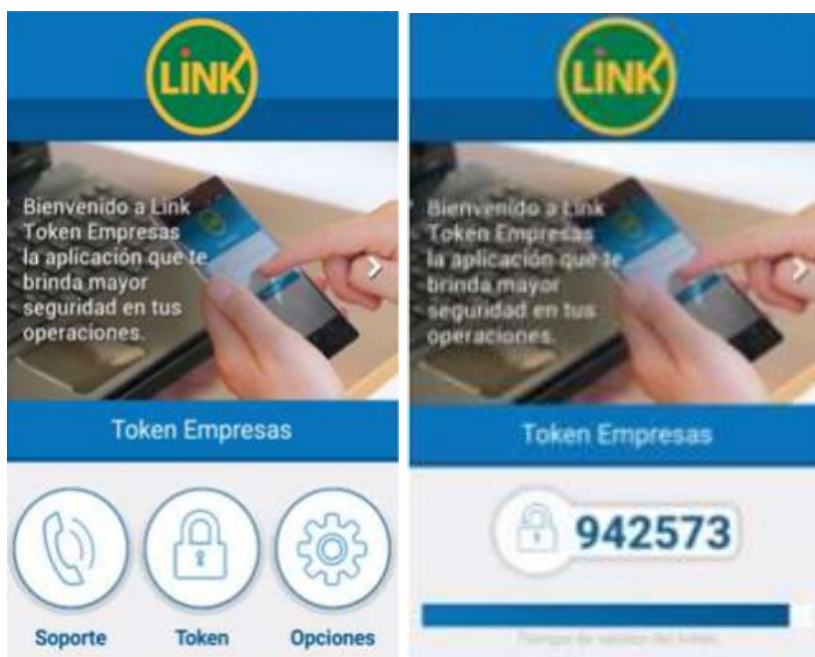 LINK
Bienvenido a Link
Token Empresas
la aplicación que te
brinda mayor
seguridad en tus
operaciones.
Token Empresas
Soporte Token Opciones
LINK
Bienvenido a Link
Token Empresas
la aplicación que te
brinda mayor
seguridad en tus
operaciones.
Token Empresas
942573